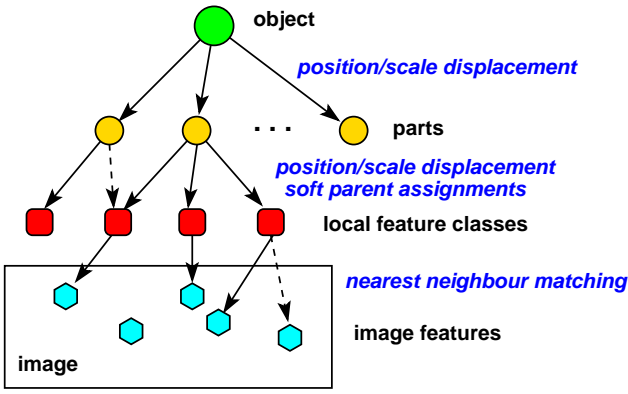 object
position/scale displacement
. . .
parts
position/scale displacement
soft parent assignments
local feature classes
nearest neighbour matching
image features
image